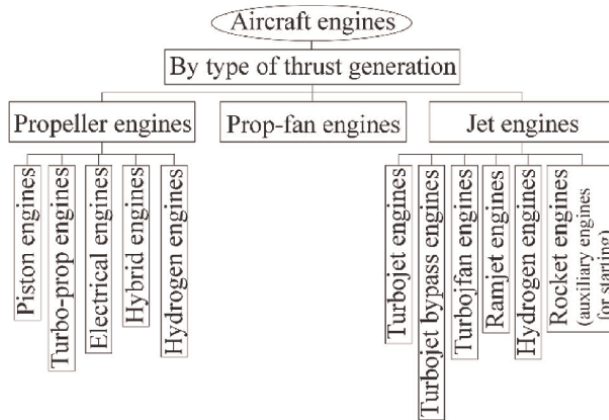 Aircraft engines
By type of thrust generation
Propeller engines
Prop-fan engines
Jet engines
Piston engines
Turbo-prop engines
Electrical engines
Hybrid engines
Hydrogen engines
Turbojet engines
Turbojet bypass engines
Turbojfan engines
Ramjet engines
Hydrogen engines
Rocket engines
(auxiliary engines
for starting)